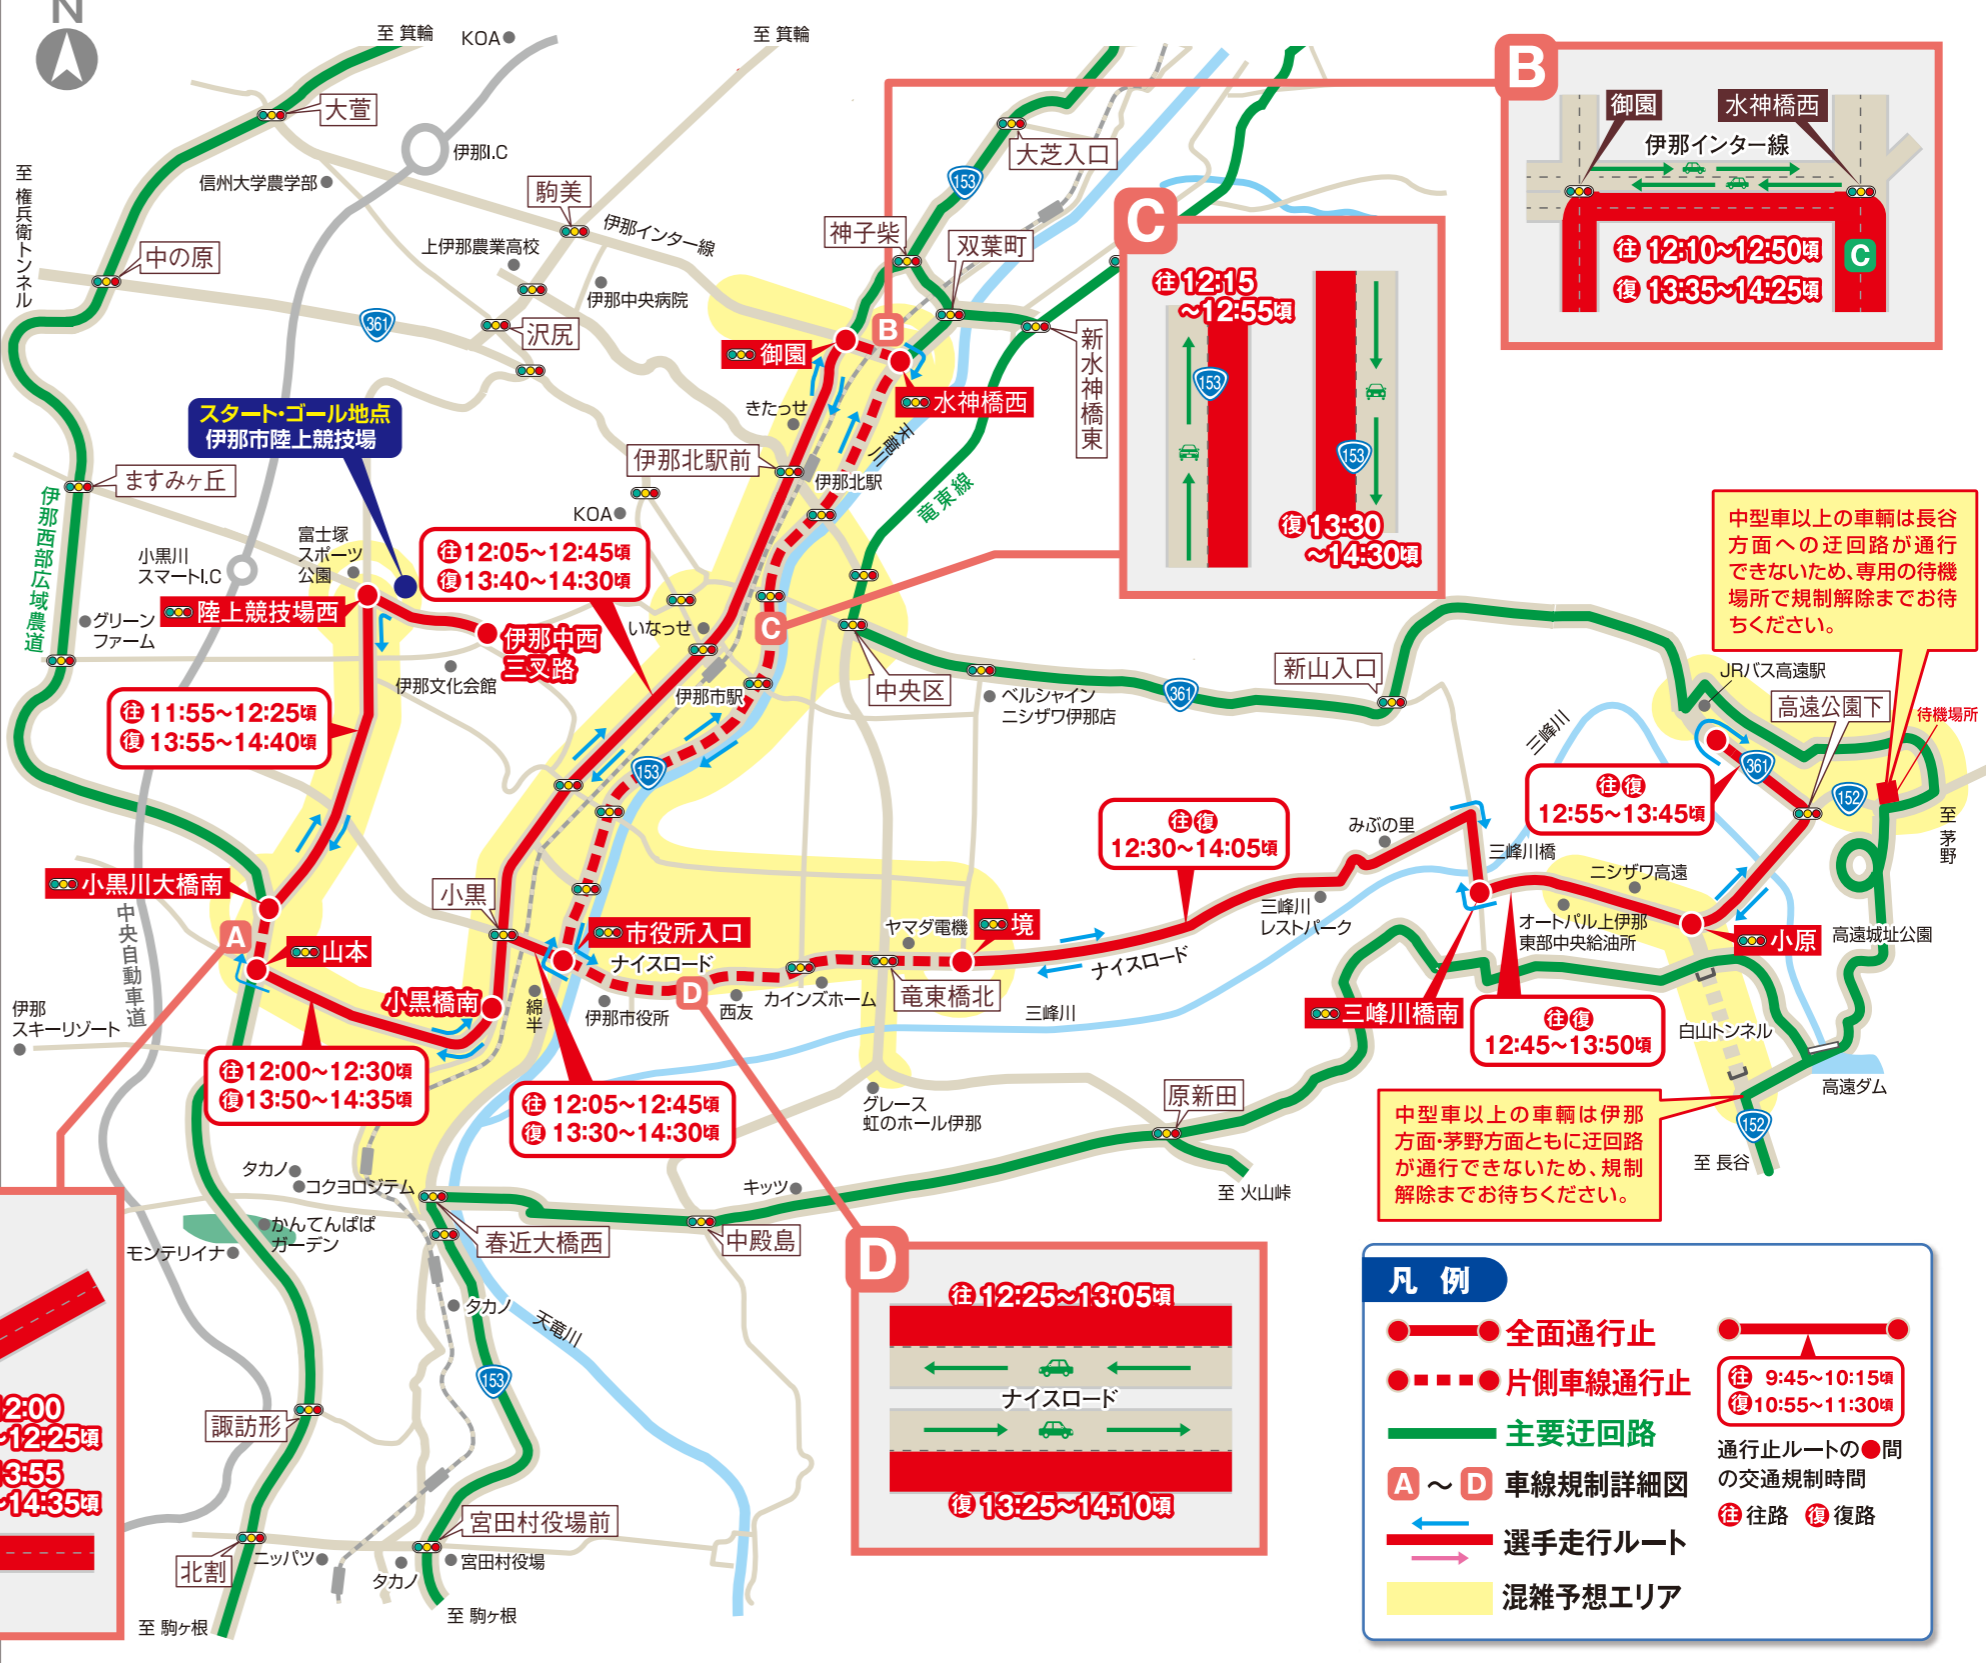 N
至 箕輪
KOA
至 箕輪
大萱
伊那I.C
信州大学農学部
駒美
伊那インター線
上伊那農業高校
伊那中央病院
至 権兵衛トンネル
中の原
361
沢尻
大芝入口
153
神子柴
双葉町
新水神橋東
B
御園
水神橋西
きたっせ
天竜川
伊那北駅前
伊那北駅
竜東線
スタート・ゴール地点
伊那市陸上競技場
ますみヶ丘
伊那西部広域農道
富士塚
スポーツ
公園
小黒川
スマートI.C
KOA
往12:05~12:45頃
復13:40~14:30頃
陸上競技場西
グリーン
ファーム
伊那中西
三叉路
伊那文化会館
いなっせ
C
伊那市駅
中央区
ベルシャイン
ニシザワ伊那店
361
新山入口
153
往 11:55~12:25頃
復 13:55~14:40頃
小黒川大橋南
中央自動車道
A
山本
小黒
小黒橋南
市役所入口
ナイスロード
綿半
伊那市役所
D
西友
カインズホーム
ヤマダ電機
竜東橋北
境
ナイスロード
三峰川
往復
12:30~14:05頃
三峰川
レストパーク
みぶの里
三峰川橋
三峰川橋南
往復
12:45~13:50頃
オートパル上伊那
東部中央給油所
ニシザワ高遠
小原
高遠城址公園
白山トンネル
高遠ダム
152
至 長谷
三峰川
往復
12:55~13:45頃
361
JRバス高遠駅
高遠公園下
待機場所
152
至 茅野
中型車以上の車輌は長谷
方面への迂回路が通行
できないため、専用の待機
場所で規制解除までお待
ちください。
中型車以上の車輌は伊那
方面・茅野方面ともに迂回路
が通行できないため、規制
解除までお待ちください。
伊那
スキーリゾート
往12:00~12:30頃
復13:50~14:35頃
往 12:05~12:45頃
復 13:30~14:30頃
グレース
虹のホール伊那
原新田
至 火山峠
キッツ
中殿島
タカノ
コクヨロジテム
かんてんぱぱ
ガーデン
モンテリイナ
春近大橋西
タカノ
天竜川
153
諏訪形
北割
ニッパツ
タカノ
宮田村役場前
宮田村役場
至 駒ヶ根
至 駒ヶ根
2:00
~12:25頃
3:55
~14:35頃
B
御園
水神橋西
伊那インター線
往 12:10~12:50頃
復 13:35~14:25頃
C
C
往12:15
~12:55頃
153
153
復13:30
~14:30頃
D
往 12:25~13:05頃
ナイスロード
復 13:25~14:10頃
凡 例
全面通行止
片側車線通行止
主要迂回路
A ~ D 車線規制詳細図
選手走行ルート
混雑予想エリア
往 9:45~10:15頃
復10:55~11:30頃
通行止ルートの●間
の交通規制時間
往 往路 復 復路